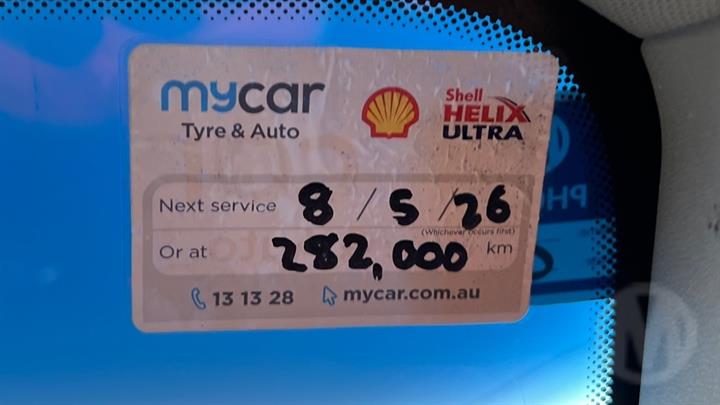 mycar
Tyre & Auto
Shell
HELIX
ULTRA
Next service 8 / 5 / 26
(Whichever occurs first)
Or at 282,000 km
13 13 28 mycar.com.au